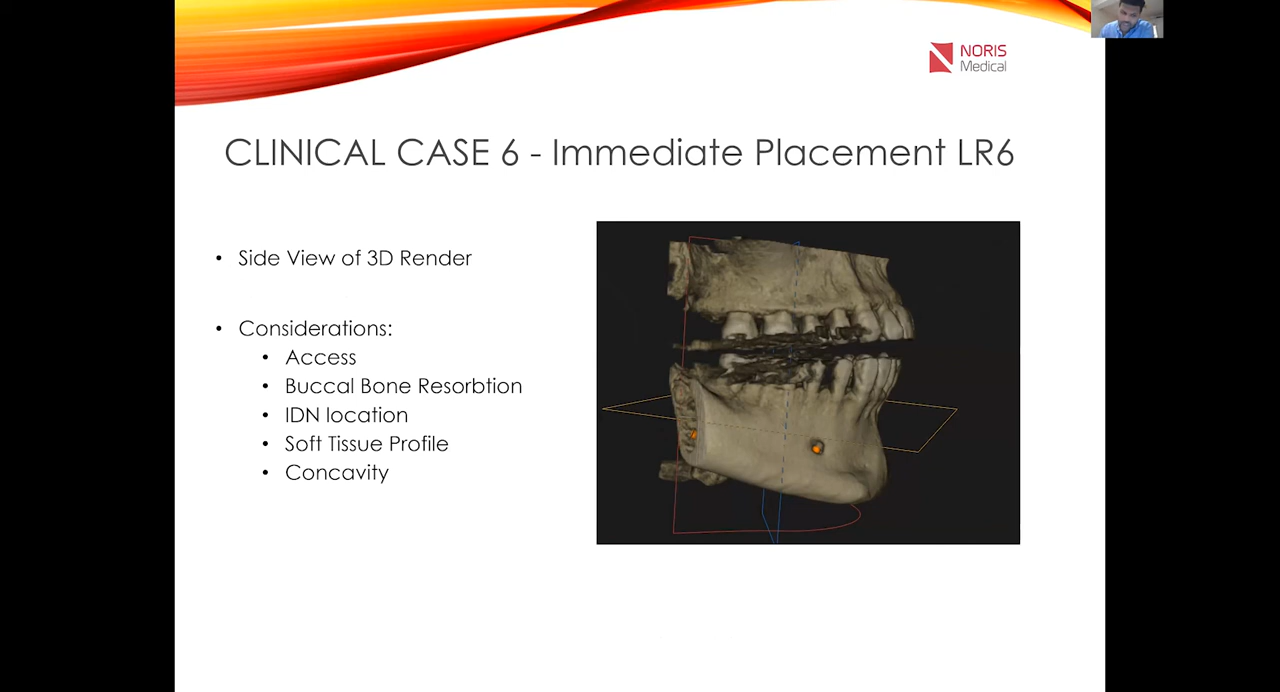 NORIS
Medical
CLINICAL CASE 6 - Immediate Placement LR6
• Side View of 3D Render
• Considerations:
• Access
• Buccal Bone Resorbtion
• IDN location
• Soft Tissue Profile
• Concavity